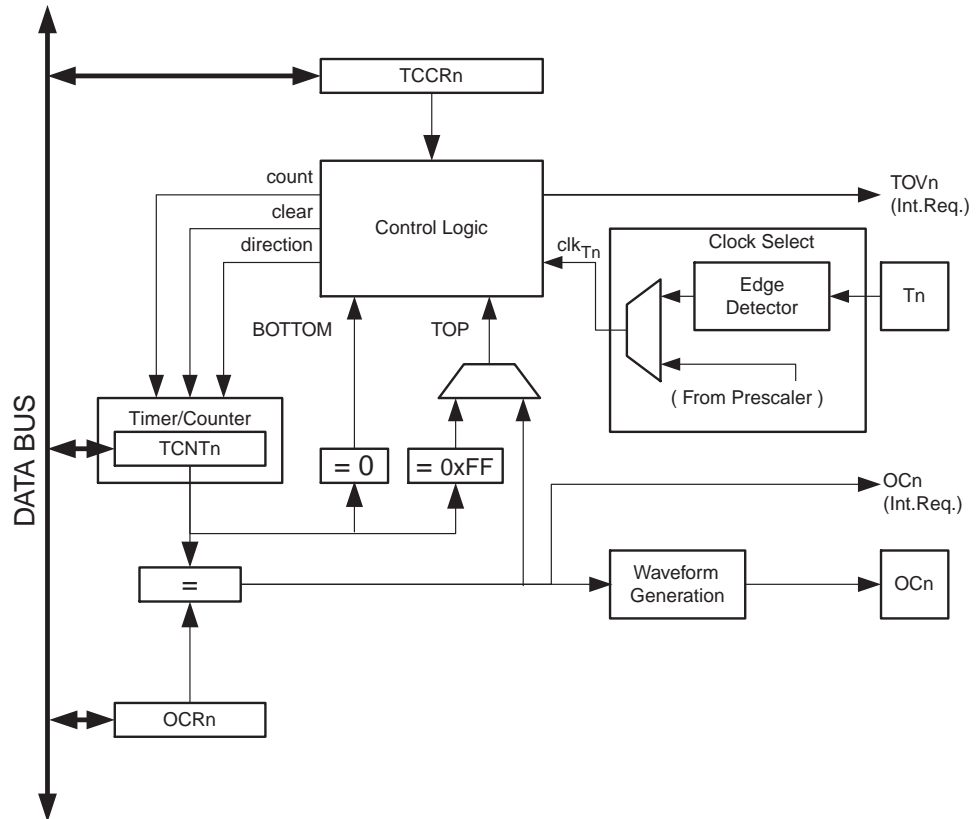 TCCRn
count
clear
direction
Control Logic
TOVn
(Int.Req.)
clkTn
Clock Select
Edge
Detector
Tn
( From Prescaler )
BOTTOM
TOP
Timer/Counter
TCNTn
= 0
= 0xFF
OCn
(Int.Req.)
=
Waveform
Generation
OCn
OCRn
DATA BUS